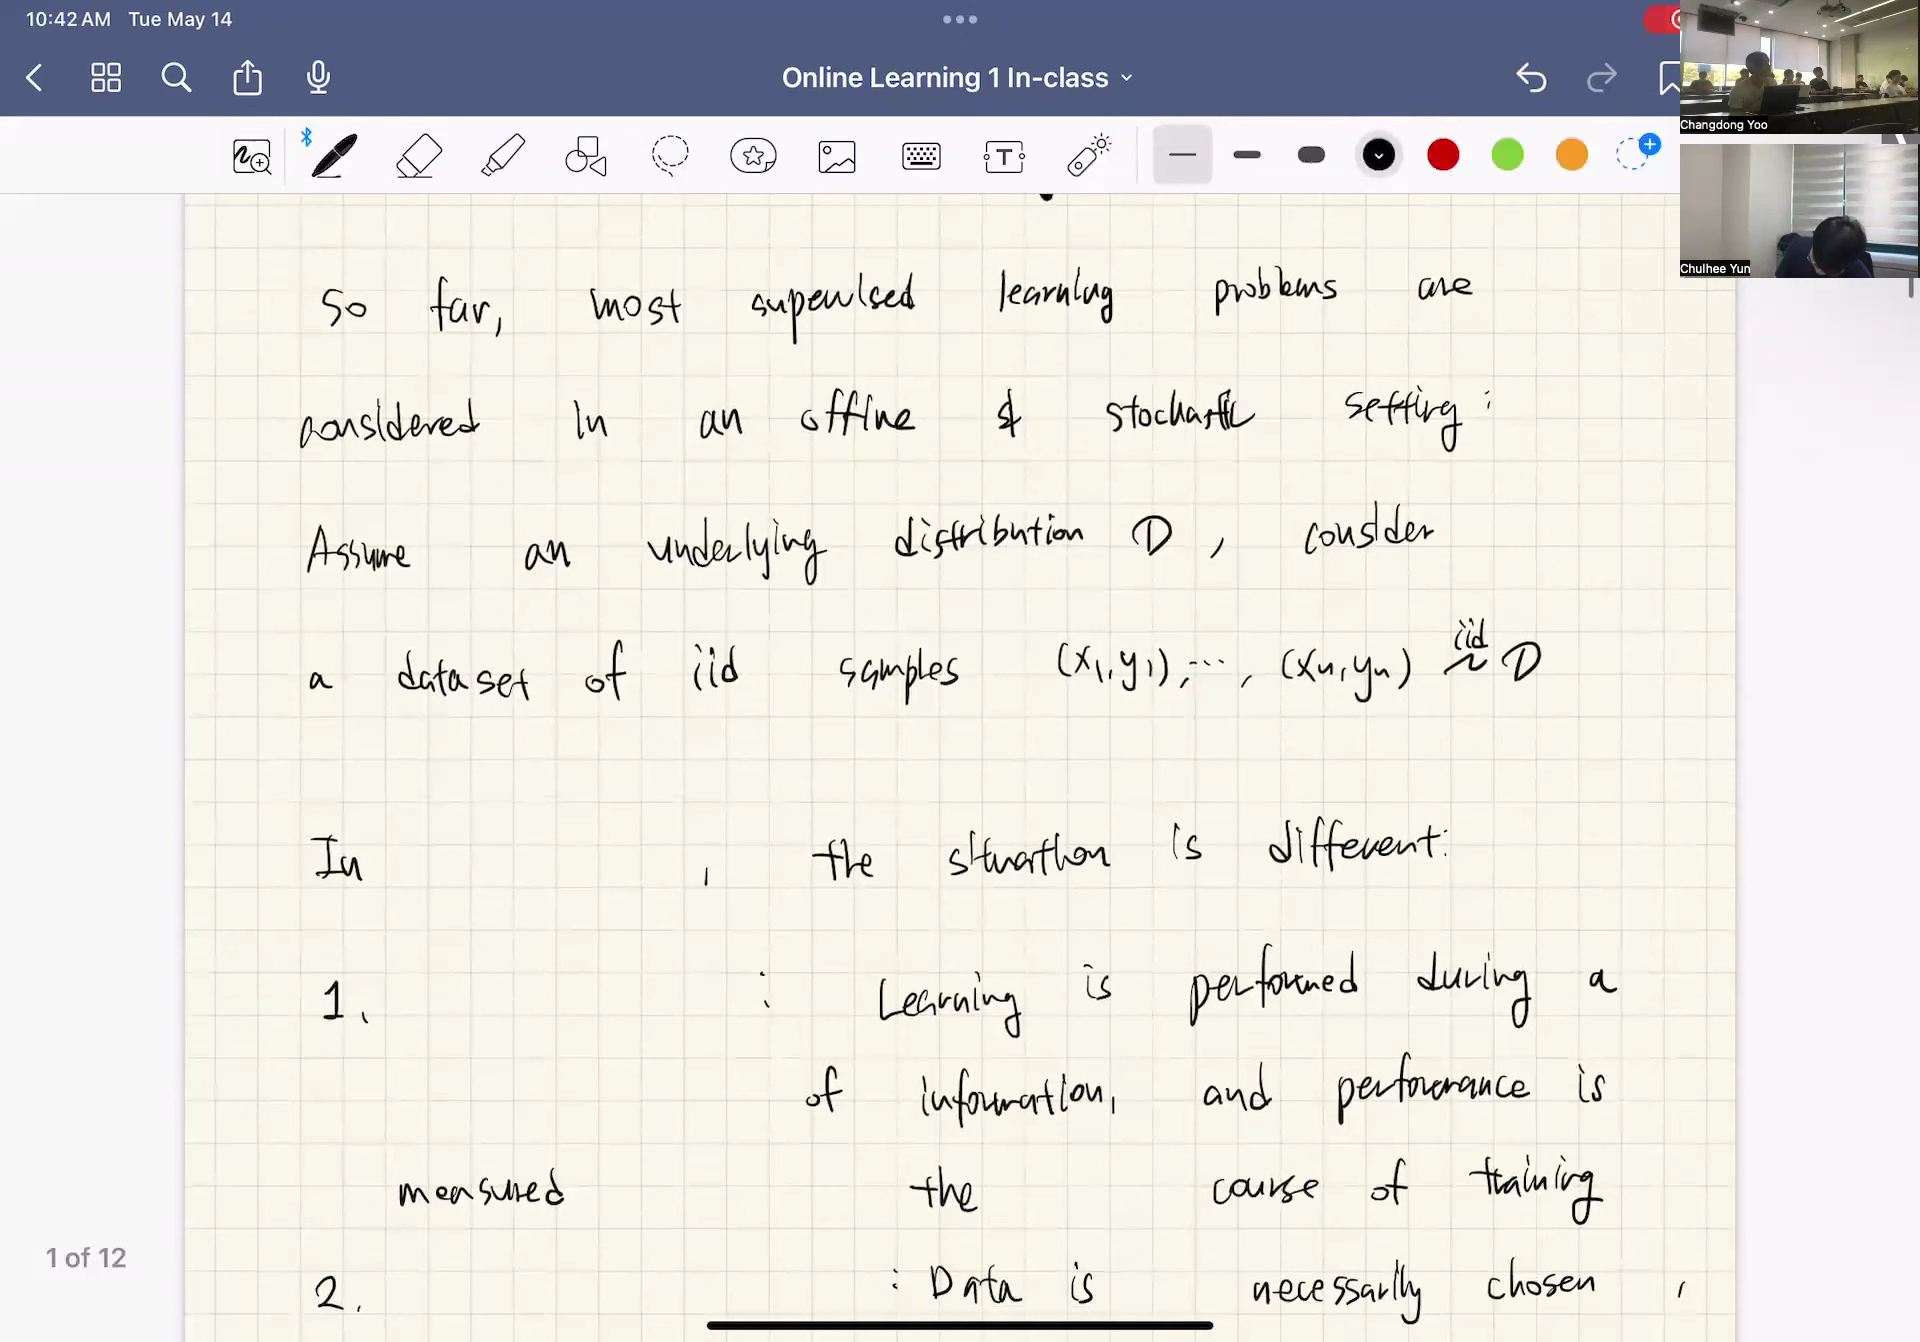 10:42 AM Tue May 14
Online Learning 1 In-class
T
Changdong Yoo
Chulhee Yun
So far, most supervised learning problems are
considered in an offline & stochastic setting:
Assume an underlying distribution D, consider
a dataset of iid samples (x1,y1), ..., (xn,yn) iid ~ D
In , the situation is different:
1. : Learning is performed during a
of information, and performance is
measured the course of training
2. : Data is necessarily chosen ,
1 of 12